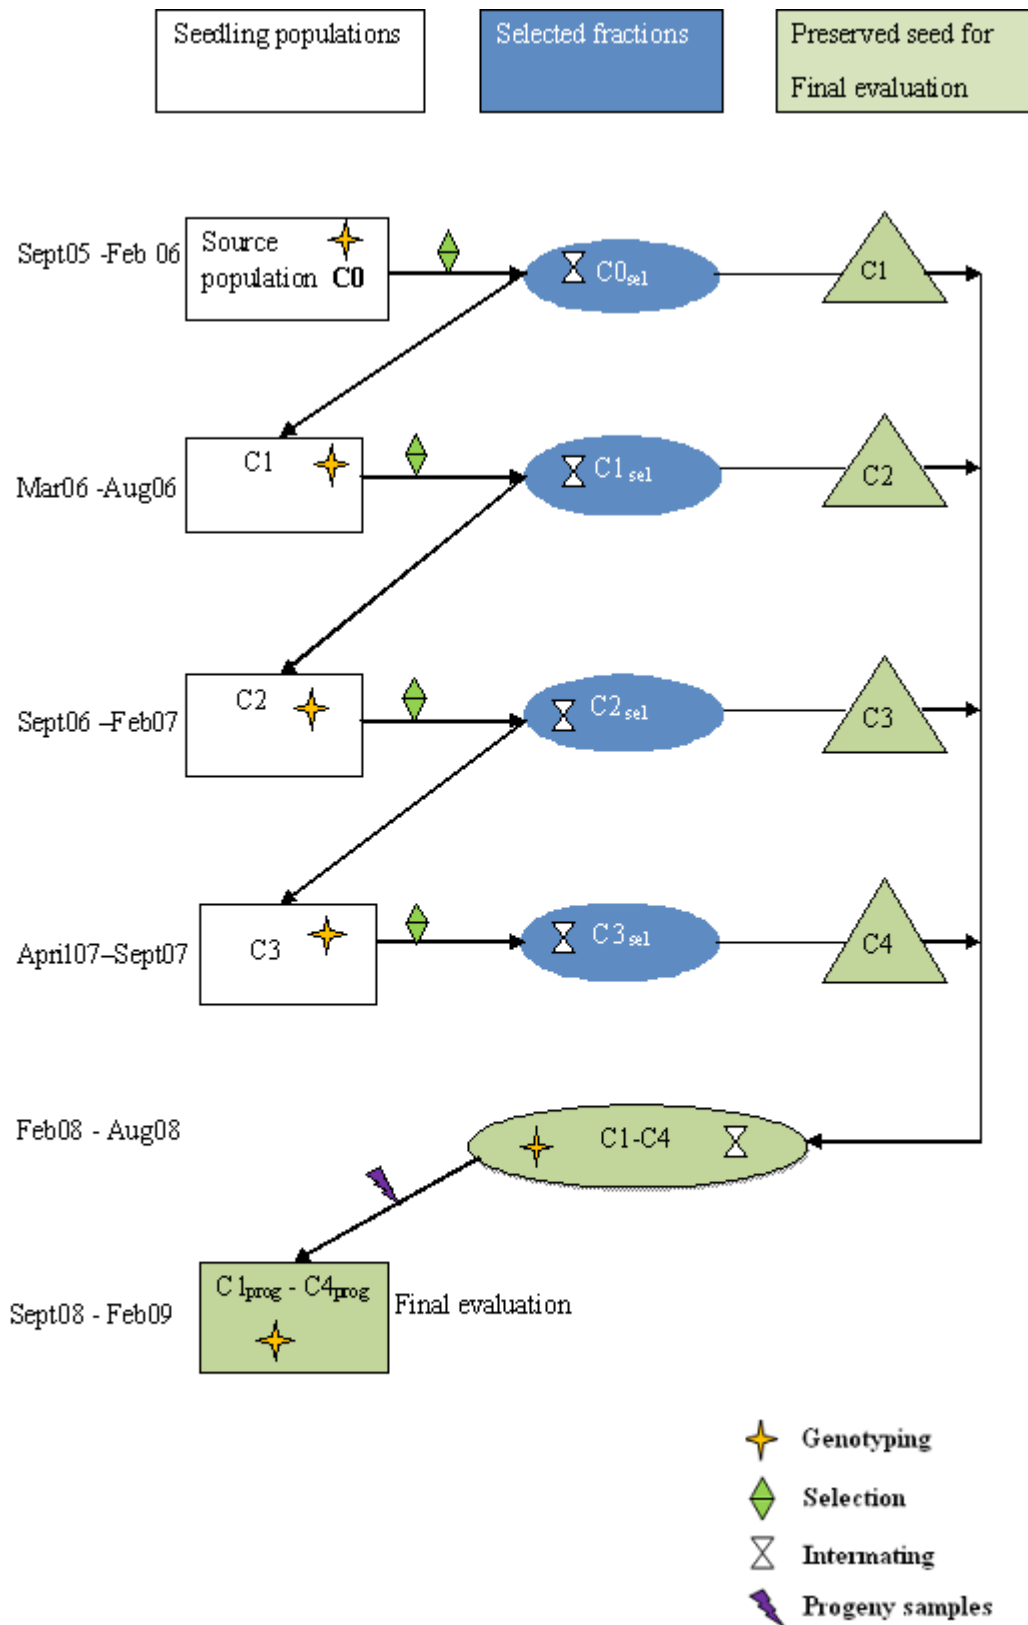 Seedling populations
Selected fractions
Preserved seed for
Final evaluation
Sept05 -Feb 06
Source
population C0
C0sel
C1
Mar06 -Aug06
C1
C1 sel
C2
Sept06 –Feb07
C2
C2 sel
C3
April07–Sept07
C3
C3 sel
C4
Feb08 - Aug08
C1-C4
Sept08 - Feb09
C1prog - C4prog
Final evaluation
Genotyping
Selection
Intermating
Progeny samples